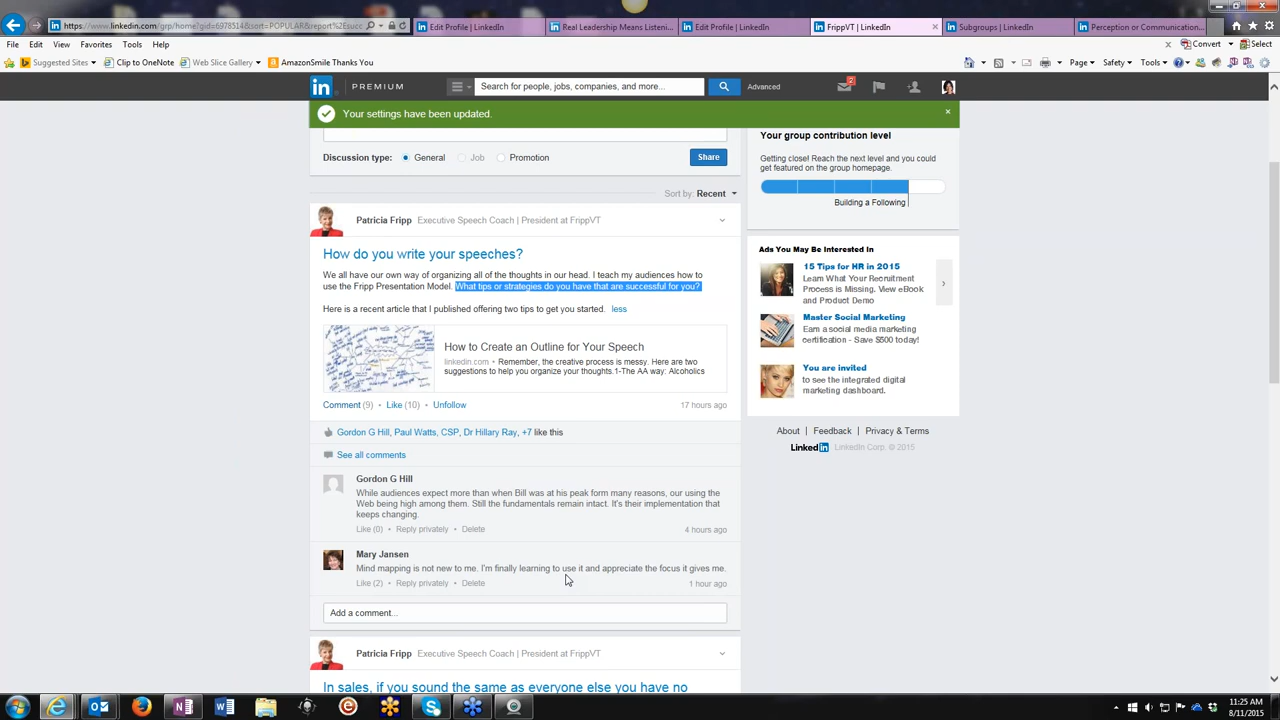 https://www.linkedin.com/grp/home?gid=6978514&sort=POPULAR&report%2Esucc
Edit Profile | LinkedIn
Real Leadership Means Listeni...
Edit Profile | LinkedIn
FrippVT | LinkedIn
Subgroups | LinkedIn
Perception or Communication...
File Edit View Favorites Tools Help
Convert
Select
Suggested Sites
Clip to OneNote
Web Slice Gallery
AmazonSmile Thanks You
Page
Safety
Tools
in PREMIUM
Search for people, jobs, companies, and more...
Advanced
2
Your settings have been updated.
×
Discussion type: General Job Promotion
Share
Sort by: Recent
Patricia Fripp Executive Speech Coach | President at FrippVT
How do you write your speeches?
We all have our own way of organizing all of the thoughts in our head. I teach my audiences how to
use the Fripp Presentation Model. What tips or strategies do you have that are successful for you?
Here is a recent article that I published offering two tips to get you started. less
How to Create an Outline for Your Speech
linkedin.com • Remember, the creative process is messy. Here are two
suggestions to help you organize your thoughts.1-The AA way: Alcoholics
Comment (9) • Like (10) • Unfollow
17 hours ago
Gordon G Hill, Paul Watts, CSP, Dr Hillary Ray, +7 like this
See all comments
Gordon G Hill
While audiences expect more than when Bill was at his peak form many reasons, our using the
Web being high among them. Still the fundamentals remain intact. It's their implementation that
keeps changing.
Like (0) • Reply privately • Delete
4 hours ago
Mary Jansen
Mind mapping is not new to me. I'm finally learning to use it and appreciate the focus it gives me.
Like (2) • Reply privately • Delete
1 hour ago
Add a comment...
Patricia Fripp Executive Speech Coach | President at FrippVT
In sales, if you sound the same as everyone else you have no
Your group contribution level
Getting close! Reach the next level and you could
get featured on the group homepage.
Building a Following
Ads You May Be Interested In
15 Tips for HR in 2015
Learn What Your Recruitment
Process is Missing. View eBook
and Product Demo
Master Social Marketing
Earn a social media marketing
certification - Save $500 today!
You are invited
to see the integrated digital
marketing dashboard.
About | Feedback | Privacy & Terms
Linkedin LinkedIn Corp. © 2015
11:25 AM
8/11/2015